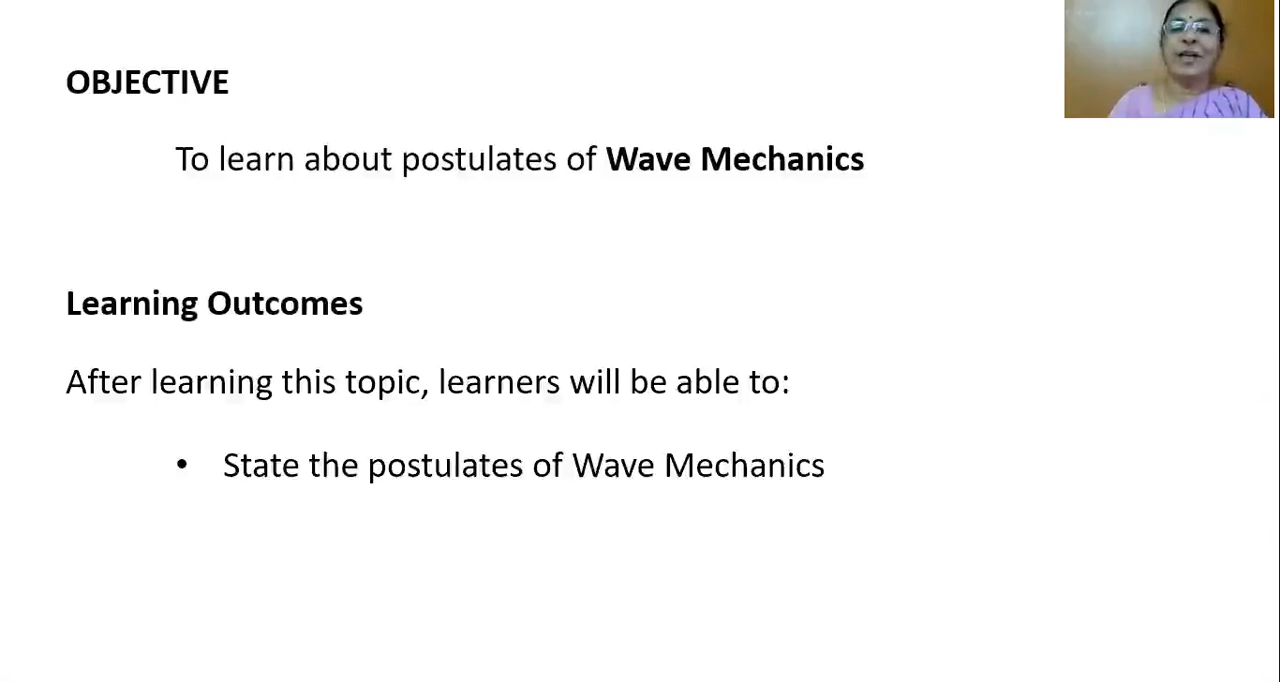 OBJECTIVE
To learn about postulates of Wave Mechanics
Learning Outcomes
After learning this topic, learners will be able to:
• State the postulates of Wave Mechanics